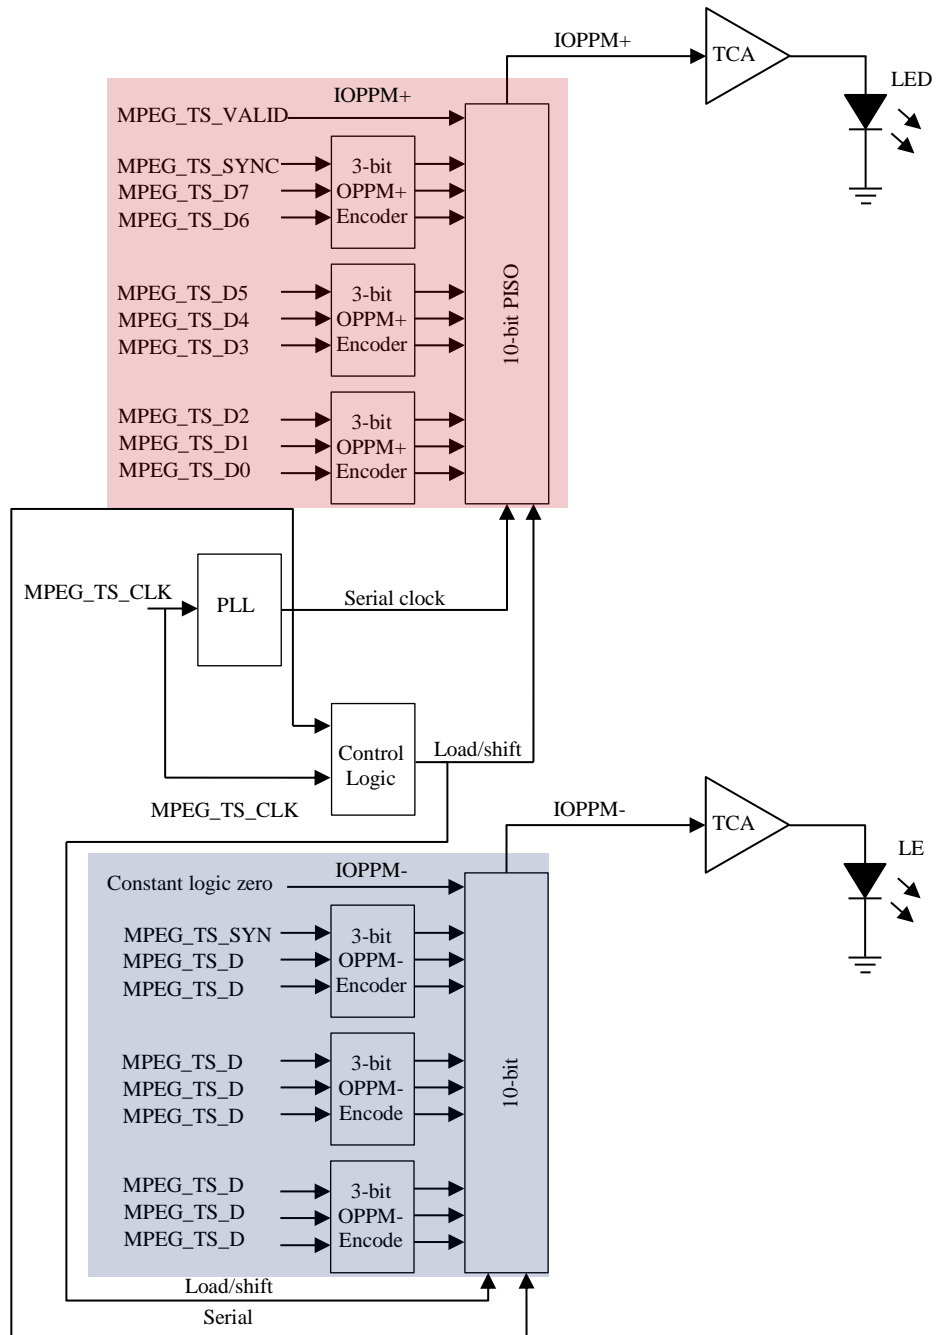 IOPPM+
TCA
LED
IOPPM+
MPEG_TS_VALID
MPEG_TS_SYNC
MPEG_TS_D7
MPEG_TS_D6
3-bit
OPPM+
Encoder
MPEG_TS_D5
MPEG_TS_D4
MPEG_TS_D3
3-bit
OPPM+
Encoder
MPEG_TS_D2
MPEG_TS_D1
MPEG_TS_D0
3-bit
OPPM+
Encoder
10-bit PISO
MPEG_TS_CLK
PLL
Serial clock
Control
Logic
Load/shift
MPEG_TS_CLK
IOPPM-
TCA
LE
IOPPM-
Constant logic zero
MPEG_TS_SYN
MPEG_TS_D
MPEG_TS_D
3-bit
OPPM-
Encoder
MPEG_TS_D
MPEG_TS_D
MPEG_TS_D
3-bit
OPPM-
Encode
MPEG_TS_D
MPEG_TS_D
MPEG_TS_D
3-bit
OPPM-
Encode
10-bit
Load/shift
Serial